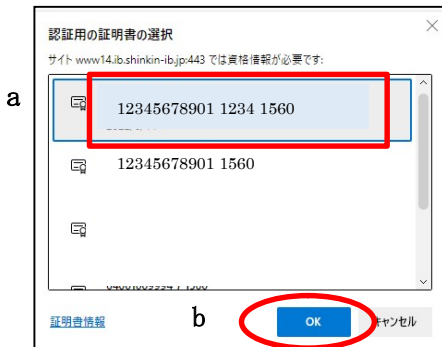 認証用の証明書の選択
サイト www14.ib.shinkin-ib.jp:443 では資格情報が必要です:
a
12345678901 1234 1560
12345678901 1560
証明書情報
b
OK
キャンセル